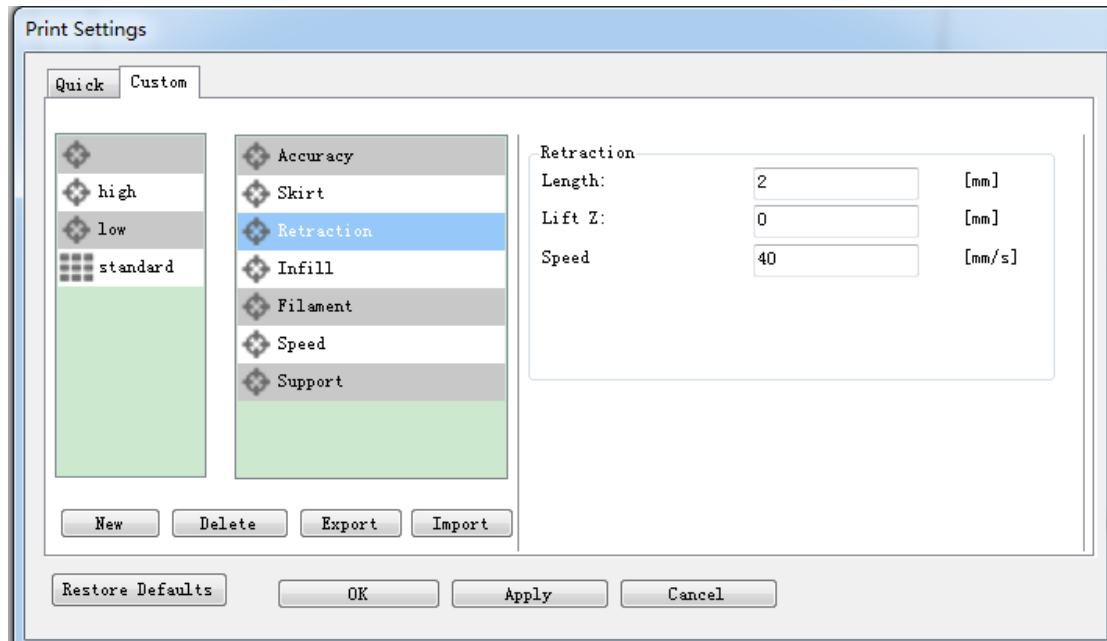 Print Settings
Quick Custom
high
low
standard
Accuracy
Skirt
Retraction
Infill
Filament
Speed
Support
Retraction
Length: 2 [mm]
Lift Z: 0 [mm]
Speed 40 [mm/s]
New Delete Export Import
Restore Defaults OK Apply Cancel